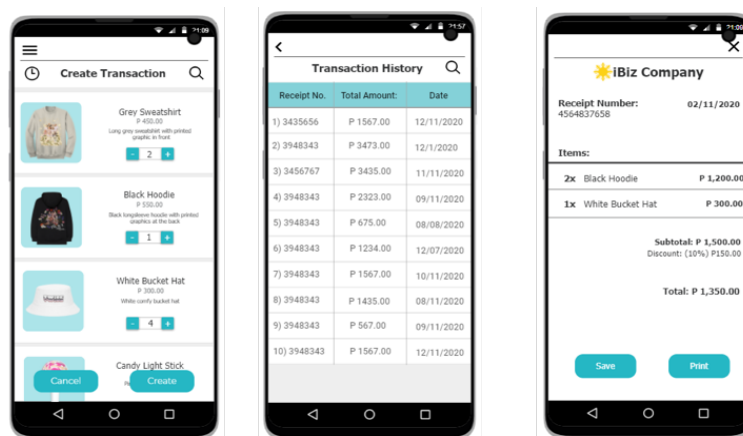 21:09
Create Transaction
Grey Sweatshirt
P 450.00
Long grey sweatshirt with printed
graphic in front
- 2 +
Black Hoodie
P 550.00
Black longsleeve hoodie with printed
graphics at the back
- 1 +
White Bucket Hat
P 300.00
White comfy bucket hat
- 4 +
Candy Light Stick
Cancel
Create
21:57
Transaction History
Receipt No. Total Amount: Date
1) 3435656 P 1567.00 12/11/2020
2) 3948343 P 3473.00 12/1/2020
3) 3456767 P 3435.00 11/11/2020
4) 3948343 P 2323.00 09/11/2020
5) 3948343 P 675.00 08/08/2020
6) 3948343 P 1234.00 12/07/2020
7) 3948343 P 1567.00 10/11/2020
8) 3948343 P 1435.00 08/11/2020
9) 3948343 P 567.00 09/11/2020
10) 3948343 P 1567.00 12/11/2020
21:09
iBiz Company
Receipt Number: 02/11/2020
4564837658
Items:
2x Black Hoodie P 1,200.00
1x White Bucket Hat P 300.00
Subtotal: P 1,500.00
Discount: (10%) P150.00
Total: P 1,350.00
Save
Print